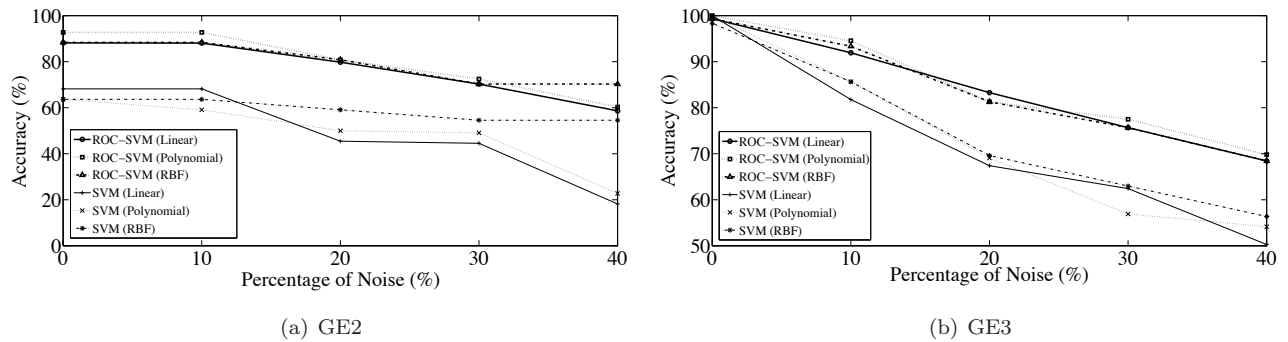 100
80
60
40
20
0
Accuracy (%)
ROC−SVM (Linear)
ROC−SVM (Polynomial)
ROC−SVM (RBF)
SVM (Linear)
SVM (Polynomial)
SVM (RBF)
0 10 20 30 40
Percentage of Noise (%)
(a) GE2
100
90
80
70
60
50
Accuracy (%)
ROC−SVM (Linear)
ROC−SVM (Polynomial)
ROC−SVM (RBF)
SVM (Linear)
SVM (Polynomial)
SVM (RBF)
0 10 20 30 40
Percentage of Noise (%)
(b) GE3